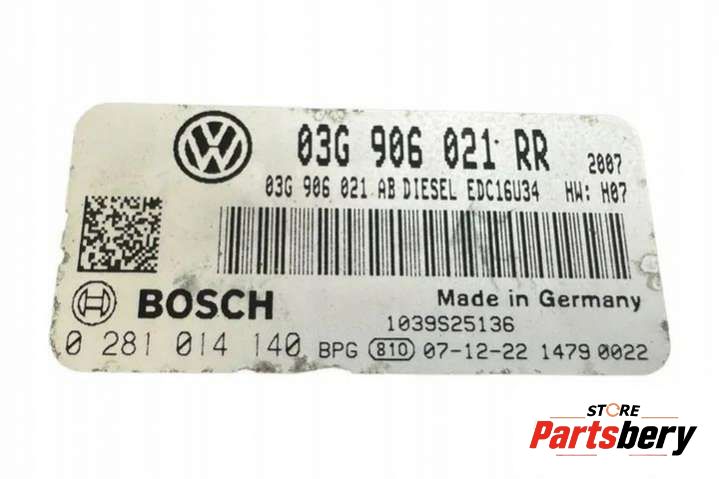 03G 906 021 RR 2007
03G 906 021 AB DIESEL EDC16U34 HW: H07
BOSCH Made in Germany
1039S25136
0 281 014 140 BPG 810 07-12-22 1479 0022
STORE
Partsbery